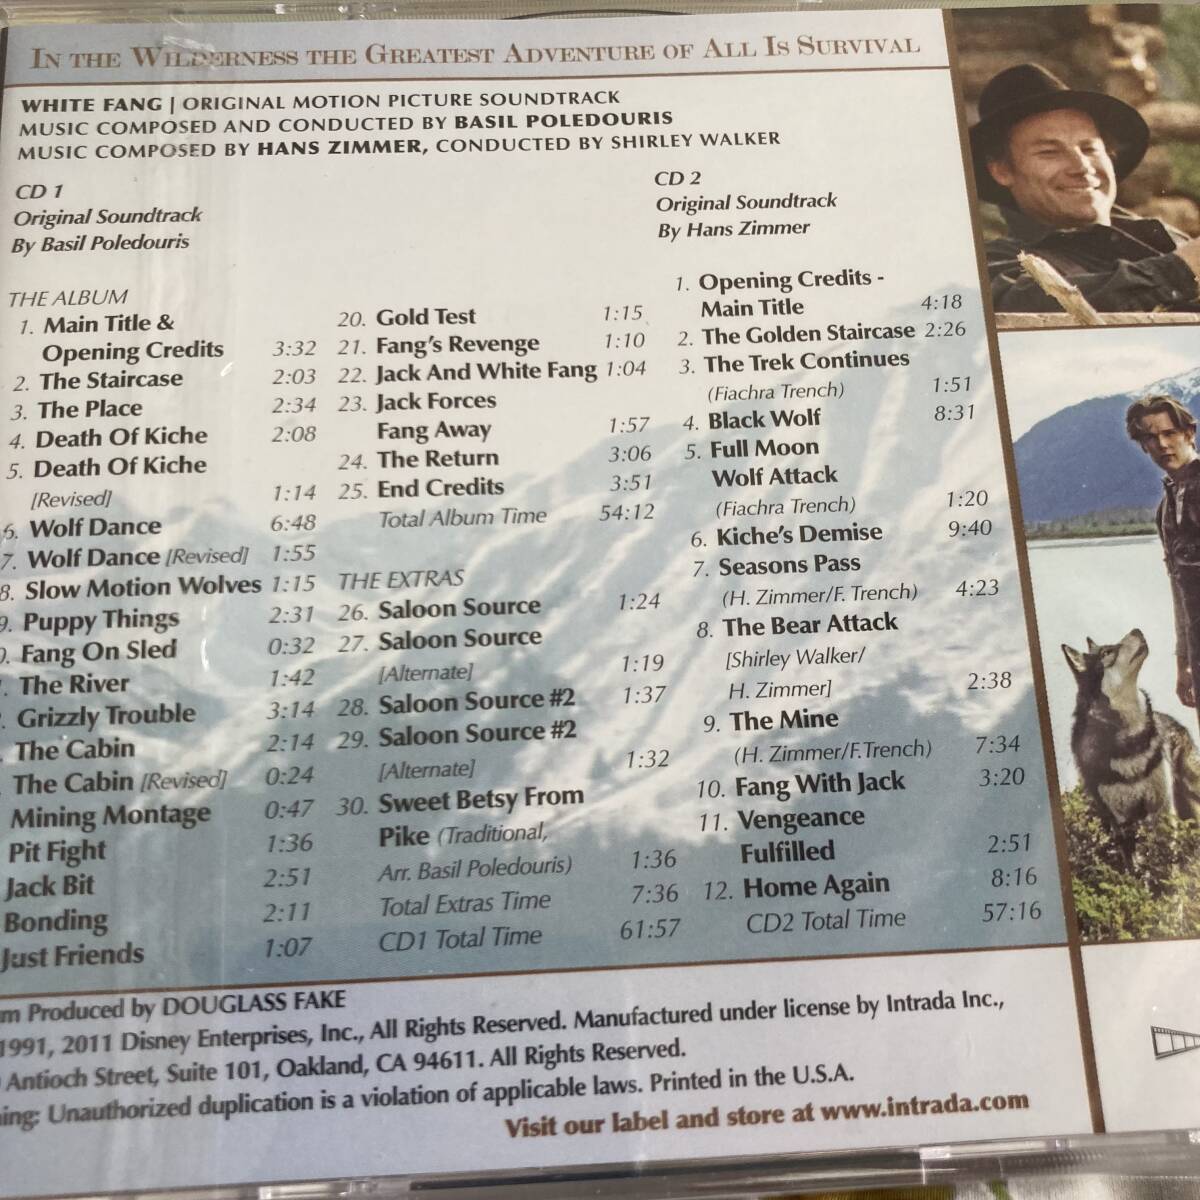 IN THE WILDERNESS THE GREATEST ADVENTURE OF ALL IS SURVIVAL
WHITE FANG | ORIGINAL MOTION PICTURE SOUNDTRACK
MUSIC COMPOSED AND CONDUCTED BY BASIL POLEDOURIS
MUSIC COMPOSED BY HANS ZIMMER, CONDUCTED BY SHIRLEY WALKER
CD 1
Original Soundtrack
By Basil Poledouris
THE ALBUM
1. Main Title &
Opening Credits 3:32
2. The Staircase 2:03
3. The Place 2:34
4. Death Of Kiche 2:08
5. Death Of Kiche
[Revised] 1:14
6. Wolf Dance 6:48
7. Wolf Dance [Revised] 1:55
8. Slow Motion Wolves 1:15
9. Puppy Things 2:31
Fang On Sled 0:32
The River 1:42
Grizzly Trouble 3:14
The Cabin 2:14
The Cabin [Revised] 0:24
Mining Montage 0:47
Pit Fight 1:36
Jack Bit 2:51
Bonding 2:11
Just Friends 1:07
20. Gold Test 1:15
21. Fang's Revenge 1:10
22. Jack And White Fang 1:04
23. Jack Forces
Fang Away 1:57
24. The Return 3:06
25. End Credits 3:51
Total Album Time 54:12
THE EXTRAS
26. Saloon Source 1:24
27. Saloon Source
[Alternate] 1:19
28. Saloon Source #2 1:37
29. Saloon Source #2
[Alternate] 1:32
30. Sweet Betsy From
Pike (Traditional,
Arr. Basil Poledouris) 1:36
Total Extras Time 7:36
CD1 Total Time 61:57
CD 2
Original Soundtrack
By Hans Zimmer
1. Opening Credits -
Main Title 4:18
2. The Golden Staircase 2:26
3. The Trek Continues
(Fiachra Trench) 1:51
4. Black Wolf 8:31
5. Full Moon
Wolf Attack
(Fiachra Trench) 1:20
6. Kiche's Demise 9:40
7. Seasons Pass
(H. Zimmer/F. Trench) 4:23
8. The Bear Attack
[Shirley Walker/
H. Zimmer] 2:38
9. The Mine
(H. Zimmer/F.Trench) 7:34
10. Fang With Jack 3:20
11. Vengeance
Fulfilled 2:51
12. Home Again 8:16
CD2 Total Time 57:16
Produced by DOUGLASS FAKE
1991, 2011 Disney Enterprises, Inc., All Rights Reserved. Manufactured under license by Intrada Inc.,
Antioch Street, Suite 101, Oakland, CA 94611. All Rights Reserved.
Unauthorized duplication is a violation of applicable laws. Printed in the U.S.A.
Visit our label and store at www.intrada.com